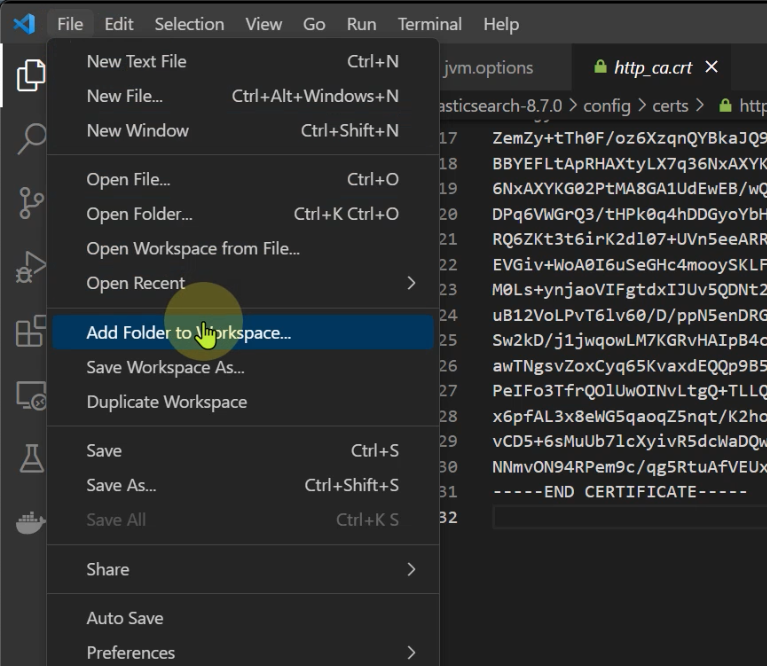 File Edit Selection View Go Run Terminal Help
New Text File Ctrl+N
New File... Ctrl+Alt+Windows+N
New Window Ctrl+Shift+N
Open File... Ctrl+O
Open Folder... Ctrl+K Ctrl+O
Open Workspace from File...
Open Recent >
Add Folder to Workspace...
Save Workspace As...
Duplicate Workspace
Save Ctrl+S
Save As... Ctrl+Shift+S
Save All Ctrl+K S
Share >
Auto Save
Preferences >
jvm.options http_ca.crt ×
asticsearch-8.7.0 > config > certs > http
17 ZemZy+tTh0F/oz6XzqnQYBkaJQ9
18 BBYEFLtApRHAXtyLX7q36NxAXYK
19 6NxAXYKG02PtMA8GA1UdEwEB/wQ
20 DPq6VWGrQ3/tHPk0q4hDDGyoYbH
21 RQ6ZKt3t6irK2dl07+UVn5eeARR
22 EVGiv+WoA0I6uSeGHc4mooySKLF
23 M0Ls+ynjaoVIFgtdxIJUv5QDNt2
24 uB12VoLPvT6lv60/D/ppN5enDRG
25 Sw2kD/j1jwqowLM7KGRvHAIpB4c
26 awTNgsvZoxCyq65KvaxdEQQp9B5
27 PeIFo3TfrQOlUwOINvLtgQ+TLLQ
28 x6pfAL3x8eWG5qaoqZ5nqt/K2ho
29 vCD5+6sMuUb7lcXyivR5dcWaDQw
30 NNmvON94RPem9c/qg5RtuAfVEUx
31 -----END CERTIFICATE-----
32